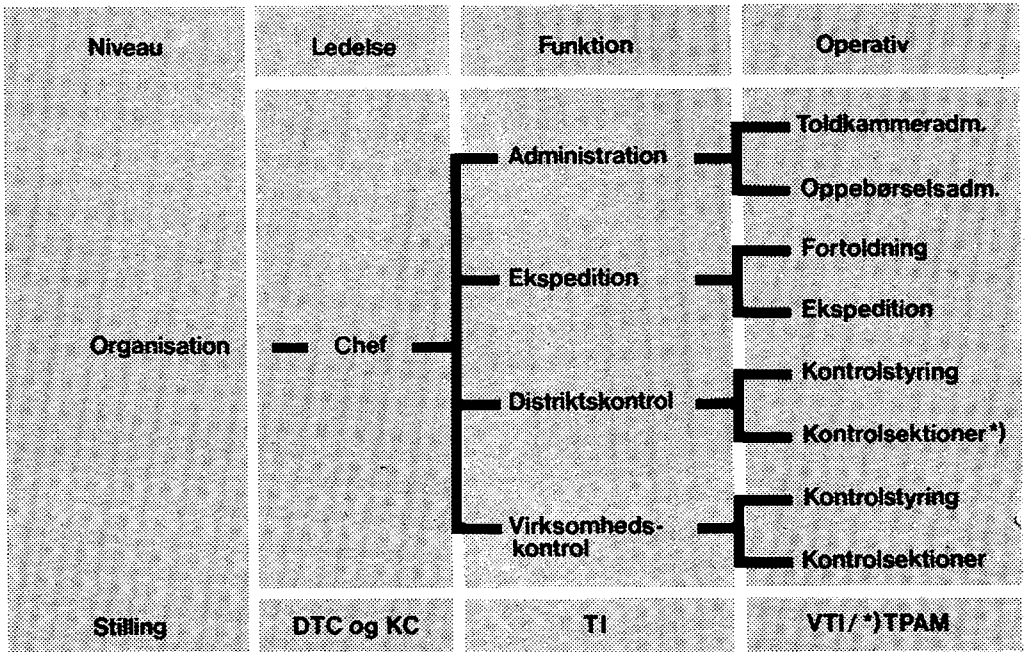 Niveau
Ledelse
Funktion
Operativ
Organisation
Chef
Administration
Toldkammeradm.
Oppebørselsadm.
Ekspedition
Fortoldning
Ekspedition
Distriktskontrol
Kontrolstyring
Kontrolsektioner*)
Virksomheds-
kontrol
Kontrolstyring
Kontrolsektioner
Stilling
DTC og KC
TI
VTI / *) TPAM